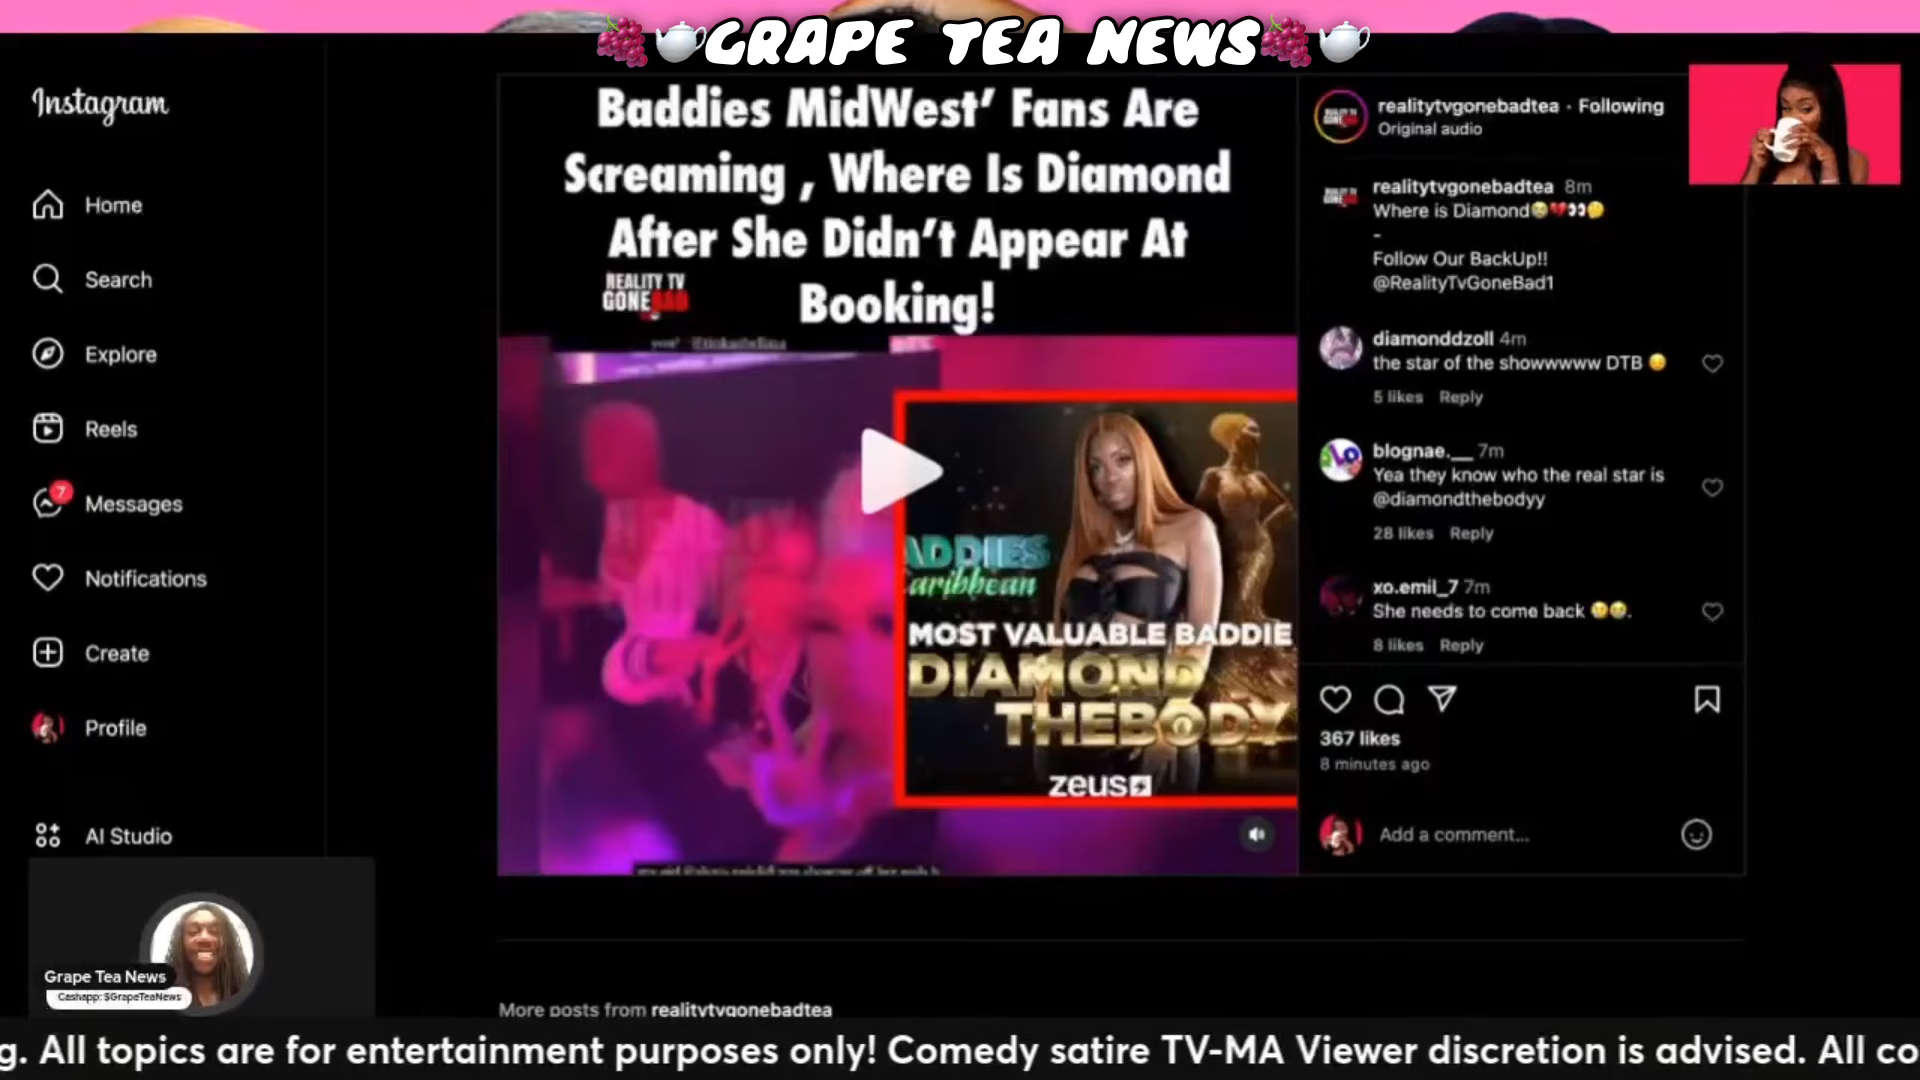 GRAPE TEA NEWS
Instagram
Home
Search
Explore
Reels
7
Messages
Notifications
Create
Profile
AI Studio
Grape Tea News
Cashapp: $GrapeTeaNews
Baddies MidWest’ Fans Are
Screaming , Where Is Diamond
After She Didn’t Appear At
Booking!
REALITY TV
GONE BAD
ADDIES
aribbean
MOST VALUABLE BADDIE
DIAMOND
THEBODY
zeus
realitytvgonebadtea · Following
Original audio
realitytvgonebadtea 8m
Where is Diamond😭💔👀🤔
-
Follow Our BackUp!!
@RealityTvGoneBad1
diamonddzoll 4m
the star of the showwwww DTB
5 likes Reply
blognae.__ 7m
Yea they know who the real star is
@diamondthebodyy
28 likes Reply
xo.emil_7 7m
She needs to come back
8 likes Reply
367 likes
8 minutes ago
Add a comment...
More posts from realitytvgonebadtea
g. All topics are for entertainment purposes only! Comedy satire TV-MA Viewer discretion is advised. All co